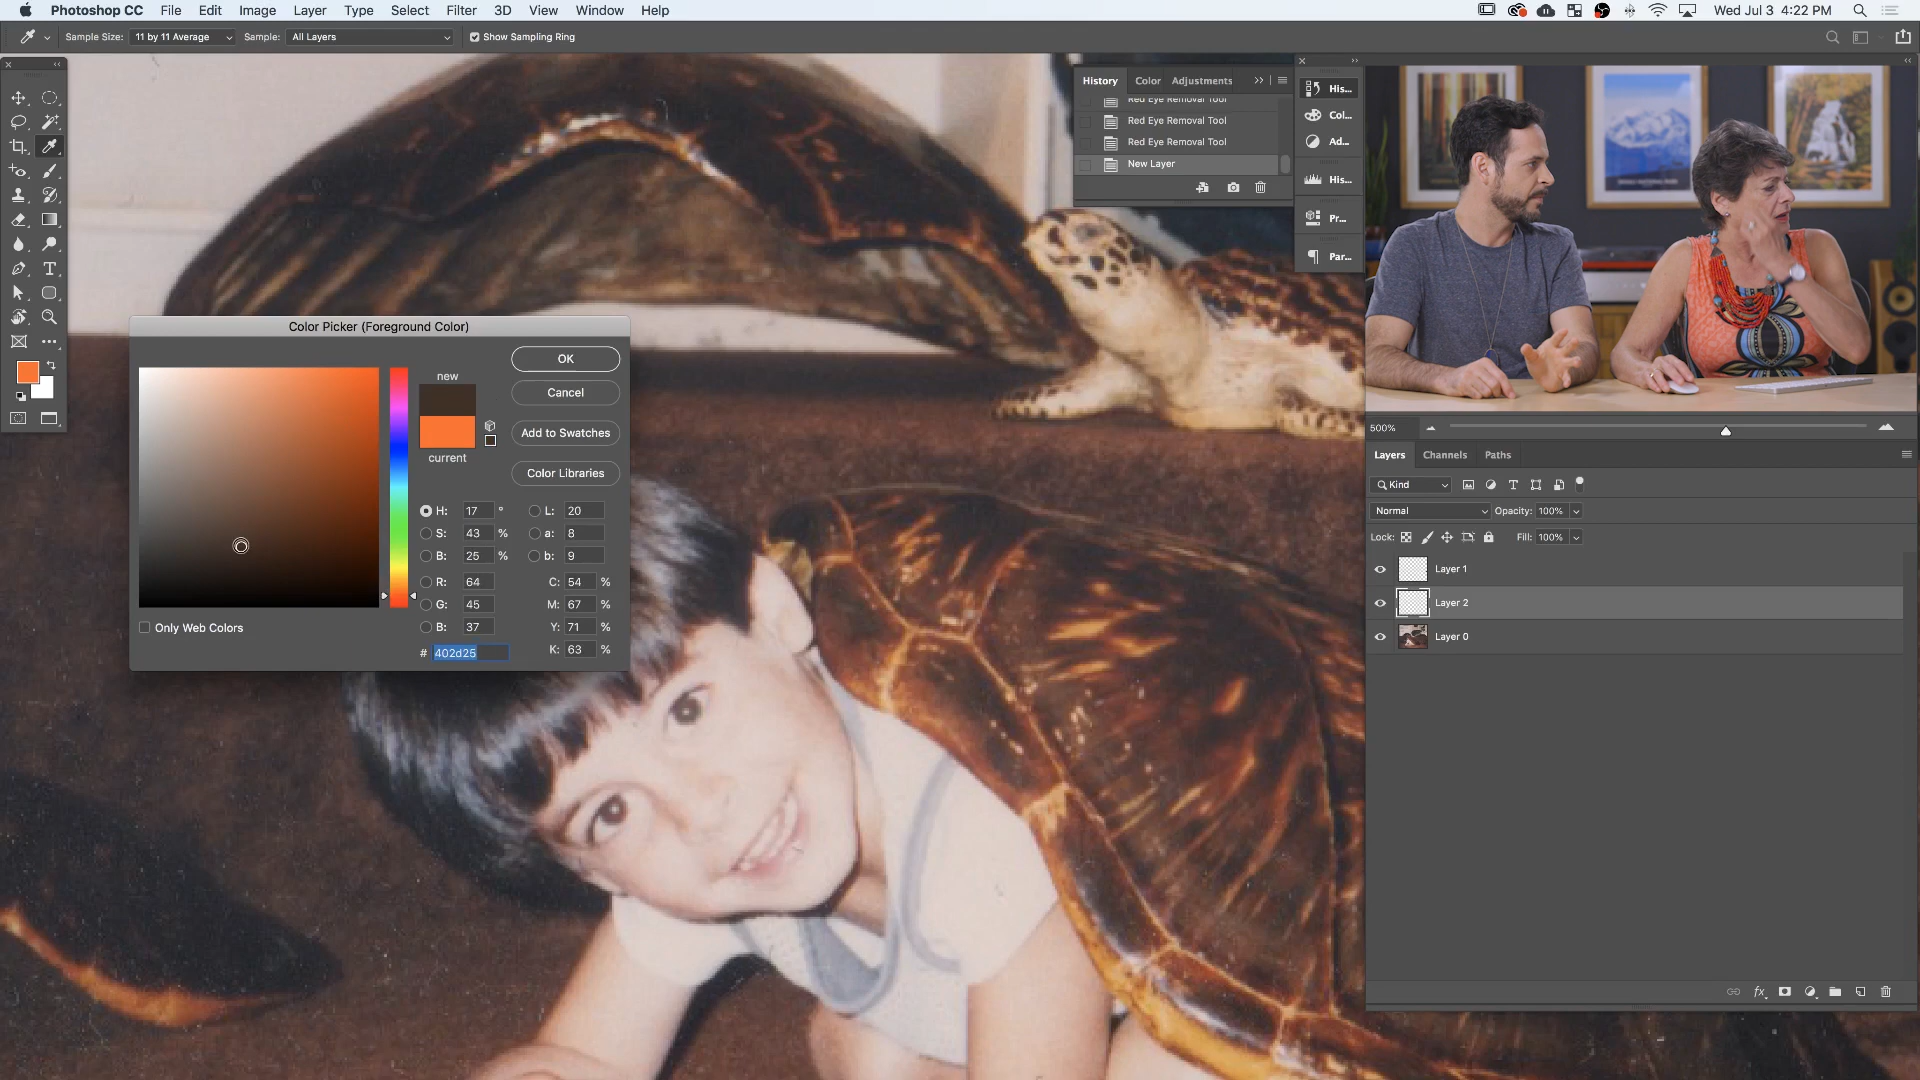 Photoshop CC File Edit Image Layer Type Select Filter 3D View Window Help Wed Jul 3 4:22 PM
Sample Size: 11 by 11 Average Sample: All Layers Show Sampling Ring
History Color Adjustments
Red Eye Removal Tool
Red Eye Removal Tool
Red Eye Removal Tool
New Layer
His...
Col...
Ad...
His...
Pr...
Par...
Color Picker (Foreground Color)
new
current
OK
Cancel
Add to Swatches
Color Libraries
H: 17 ° L: 20
S: 43 % a: 8
B: 25 % b: 9
R: 64 C: 54 %
G: 45 M: 67 %
B: 37 Y: 71 %
# 402d25 K: 63 %
Only Web Colors
500%
Layers Channels Paths
Kind
Normal Opacity: 100%
Lock: Fill: 100%
Layer 1
Layer 2
Layer 0